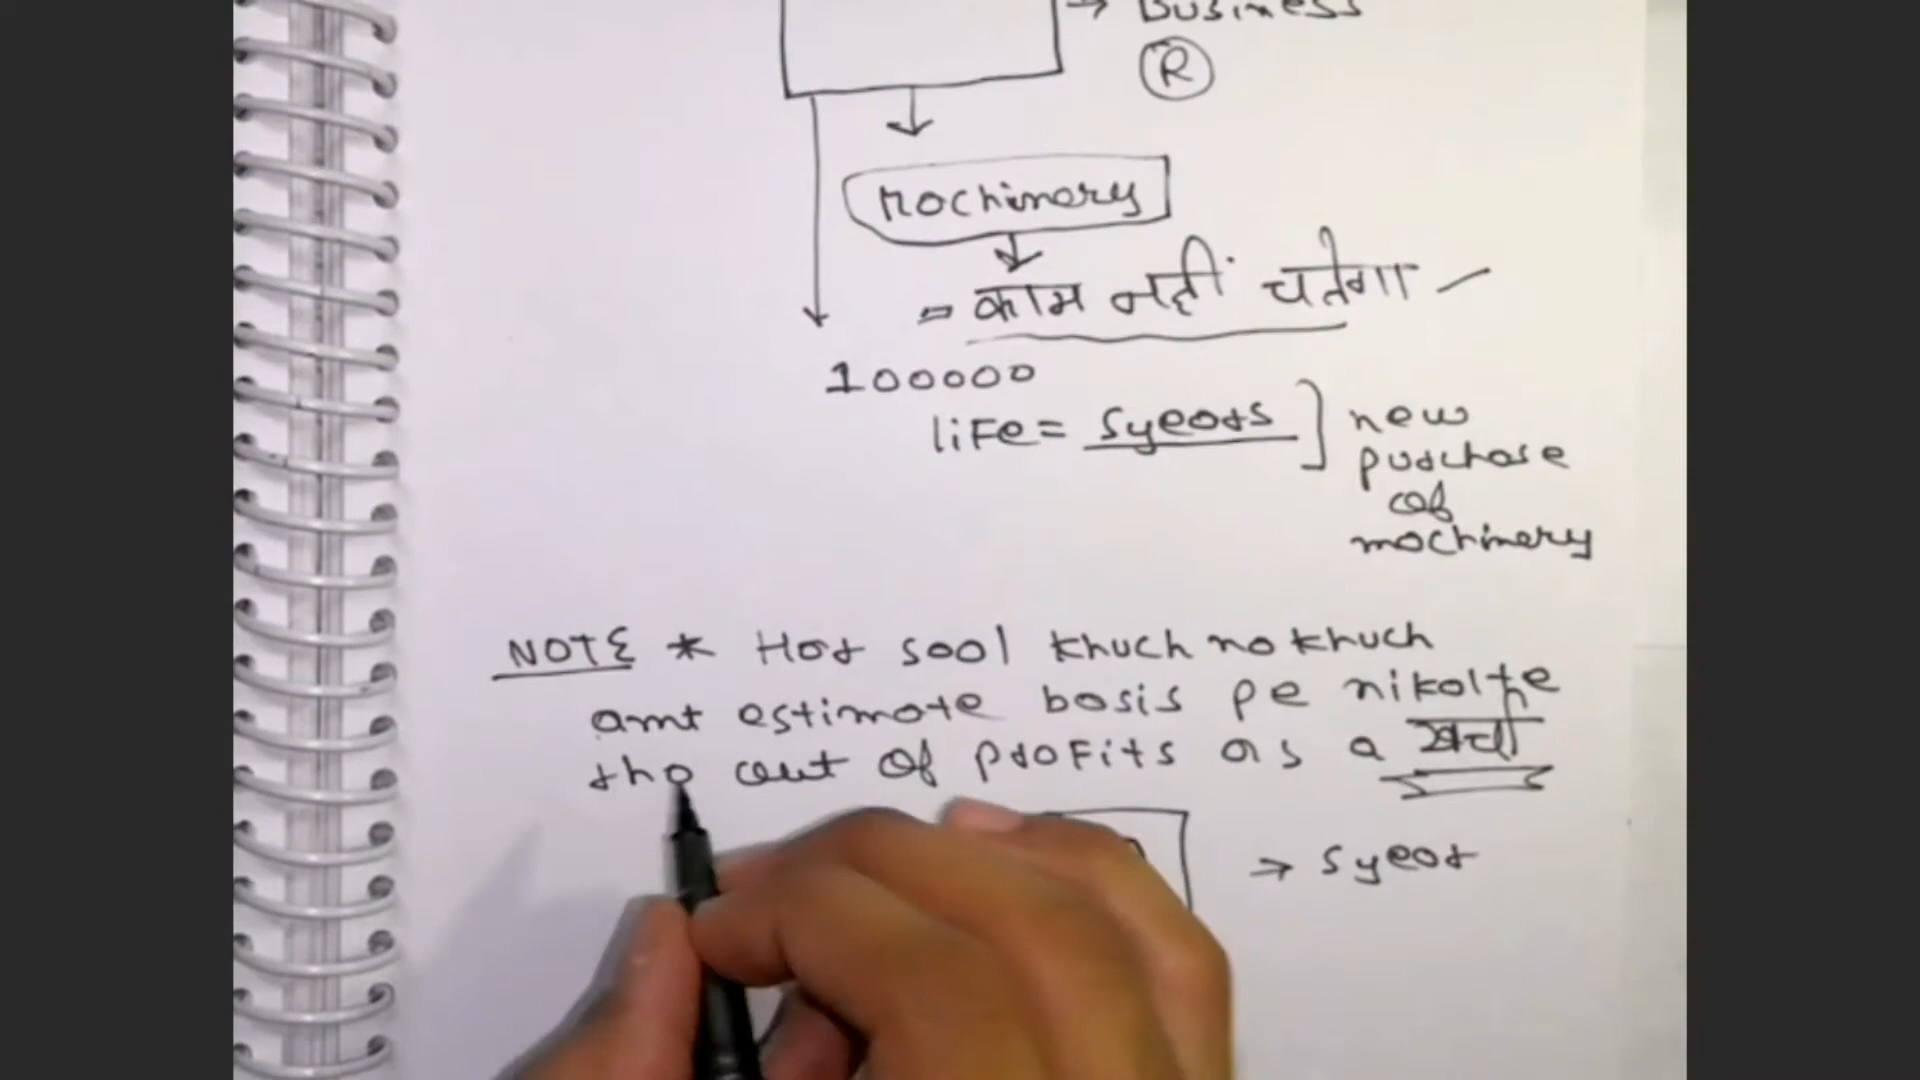 → Business
R
Machinery
= काम नहीं चलेगा
100000
life = 5years
new
purchase
of
machinery
NOTE * Har saal khuch na khuch
amt estimate basis pe nikalte
rho out of profits as a खर्चा
→ 5year